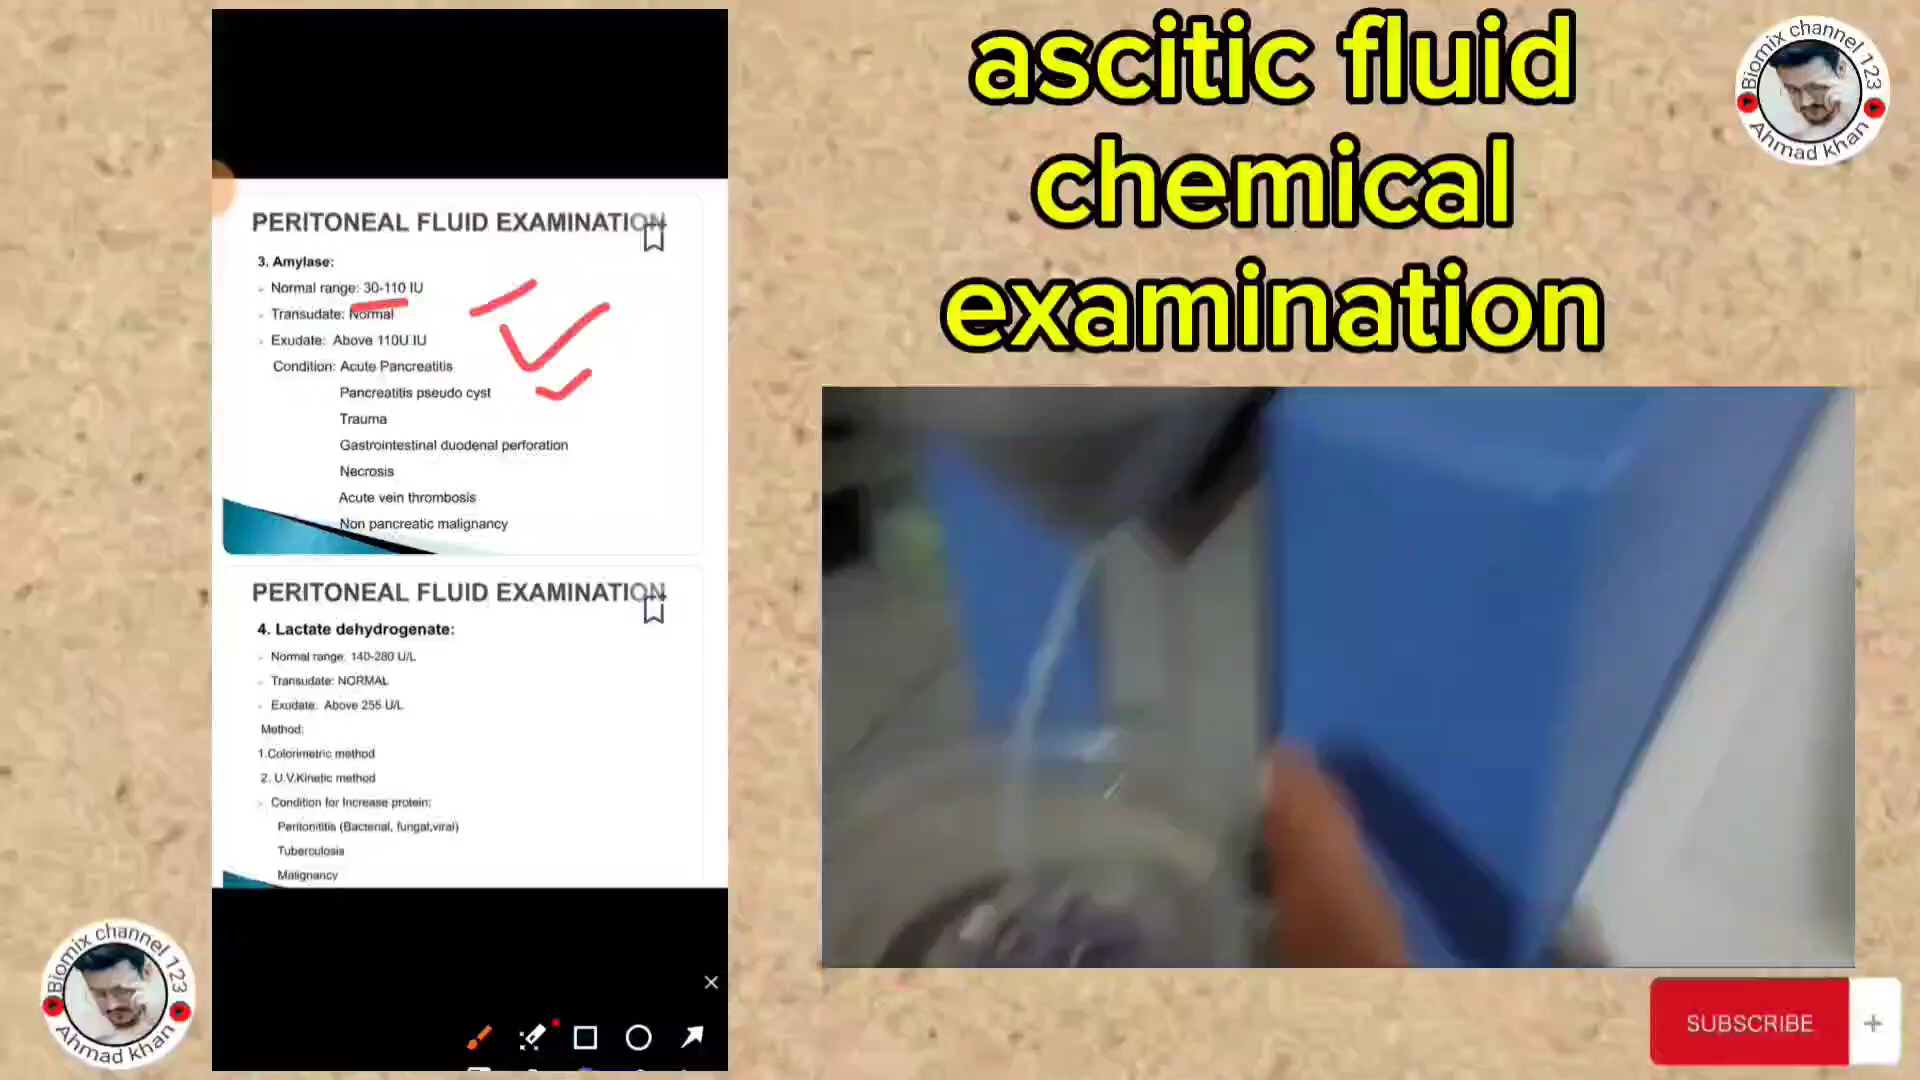 ascitic fluid
chemical
examination
Biomix channel 123
Ahmad khan
PERITONEAL FLUID EXAMINATION
3. Amylase:
Normal range: 30-110 IU
Transudate: Normal
Exudate: Above 110U IU
Condition: Acute Pancreatitis
Pancreatitis pseudo cyst
Trauma
Gastrointestinal duodenal perforation
Necrosis
Acute vein thrombosis
Non pancreatic malignancy
PERITONEAL FLUID EXAMINATION
4. Lactate dehydrogenate:
Normal range: 140-280 U/L
Transudate: NORMAL
Exudate: Above 255 U/L
Method:
1.Colorimetric method
2. U.V.Kinetic method
Condition for Increase protein:
Peritonititis (Bacterial, fungat,viral)
Tuberculosis
Malignancy
Biomix channel 123
Ahmad khan
SUBSCRIBE